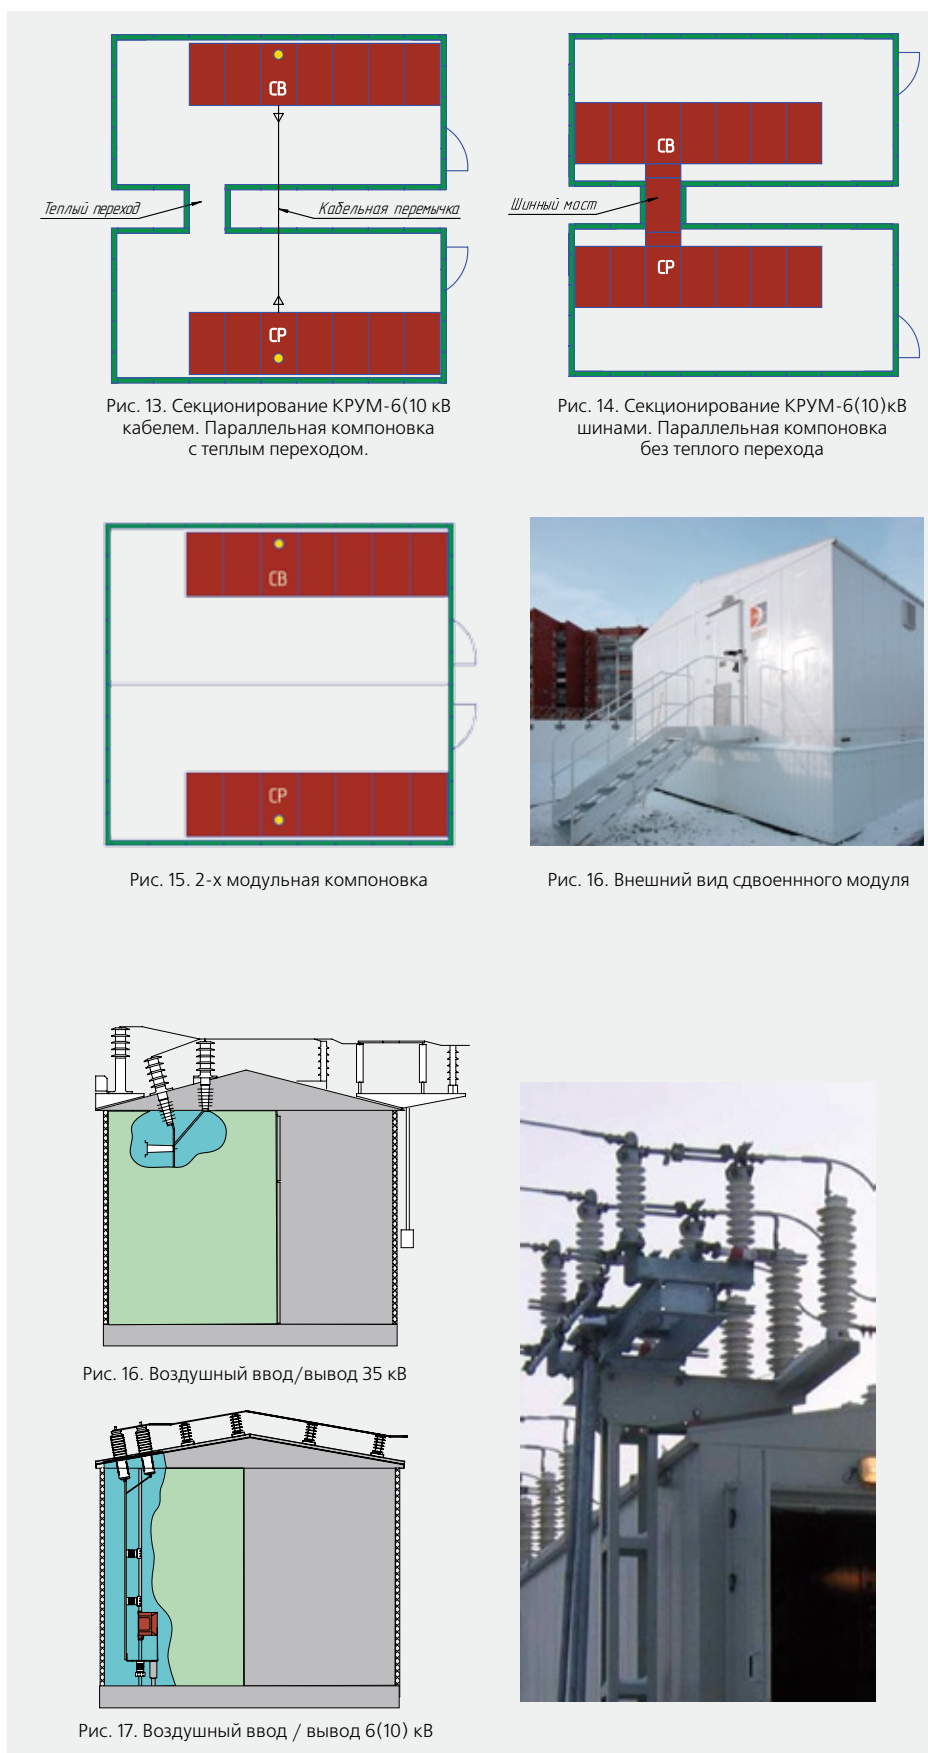 СВ
Теплый переход
Кабельная перемычка
СР
Рис. 13. Секционирование КРУМ-6(10 кВ
кабелем. Параллельная компоновка
с теплым переходом.
СВ
Шинный мост
СР
Рис. 14. Секционирование КРУМ-6(10)кВ
шинами. Параллельная компоновка
без теплого перехода
СВ
СР
Рис. 15. 2-х модульная компоновка
Рис. 16. Внешний вид сдвоеннного модуля
Рис. 16. Воздушный ввод/вывод 35 кВ
Рис. 17. Воздушный ввод / вывод 6(10) кВ